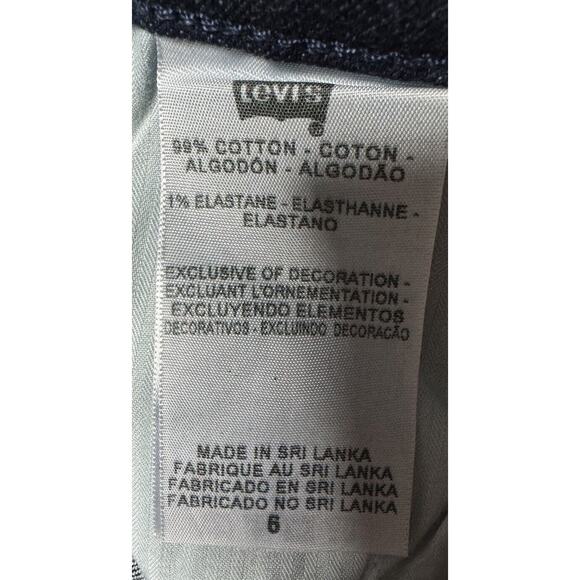 Levi's
99% COTTON - COTON -
ALGODÓN - ALGODÃO
1% ELASTANE - ELASTHANNE -
ELASTANO
EXCLUSIVE OF DECORATION -
EXCLUANT L'ORNEMENTATION -
EXCLUYENDO ELEMENTOS
DECORATIVOS - EXCLUINDO DECORAÇÃO
MADE IN SRI LANKA
FABRIQUE AU SRI LANKA
FABRICADO EN SRI LANKA
FABRICADO NO SRI LANKA
6